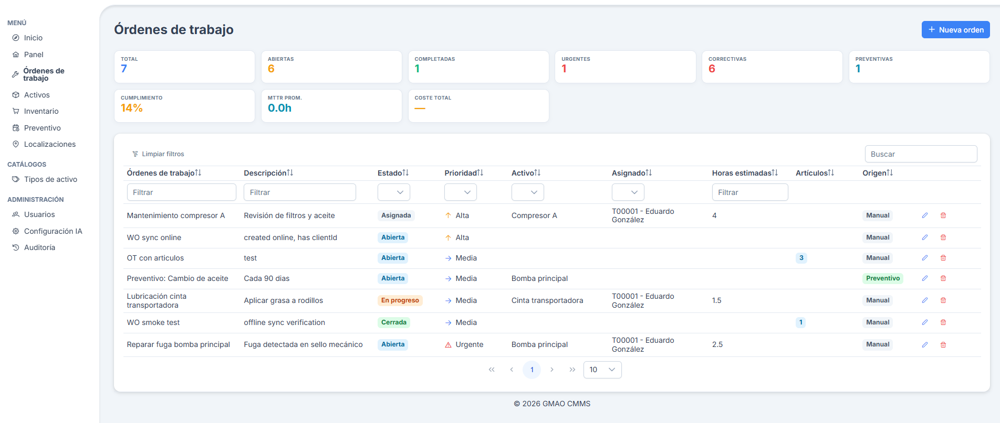 MENÚ
Inicio
Panel
Órdenes de
trabajo
Activos
Inventario
Preventivo
Localizaciones
CATÁLOGOS
Tipos de activo
ADMINISTRACIÓN
Usuarios
Configuración IA
Auditoría
Órdenes de trabajo
+ Nueva orden
TOTAL
7
ABIERTAS
6
COMPLETADAS
1
URGENTES
1
CORRECTIVAS
6
PREVENTIVAS
1
CUMPLIMIENTO
14%
MTTR PROM.
0.0h
COSTE TOTAL
—
Limpiar filtros
Buscar
Órdenes de trabajo Descripción Estado Prioridad Activo Asignado Horas estimadas Artículos Origen
Filtrar Filtrar Filtrar
Mantenimiento compresor A Revisión de filtros y aceite Asignada Alta Compresor A T00001 - Eduardo 4 Manual
González
WO sync online created online, has clientId Abierta Alta Manual
OT con articulos test Abierta Media 3 Manual
Preventivo: Cambio de aceite Cada 90 dias Abierta Media Bomba principal Preventivo
Lubricación cinta Aplicar grasa a rodillos En progreso Media Cinta transportadora T00001 - Eduardo 1.5 Manual
transportadora González
WO smoke test offline sync verification Cerrada Media 1 Manual
Reparar fuga bomba principal Fuga detectada en sello mecánico Abierta Urgente Bomba principal T00001 - Eduardo 2.5 Manual
González
1 10
© 2026 GMAO CMMS